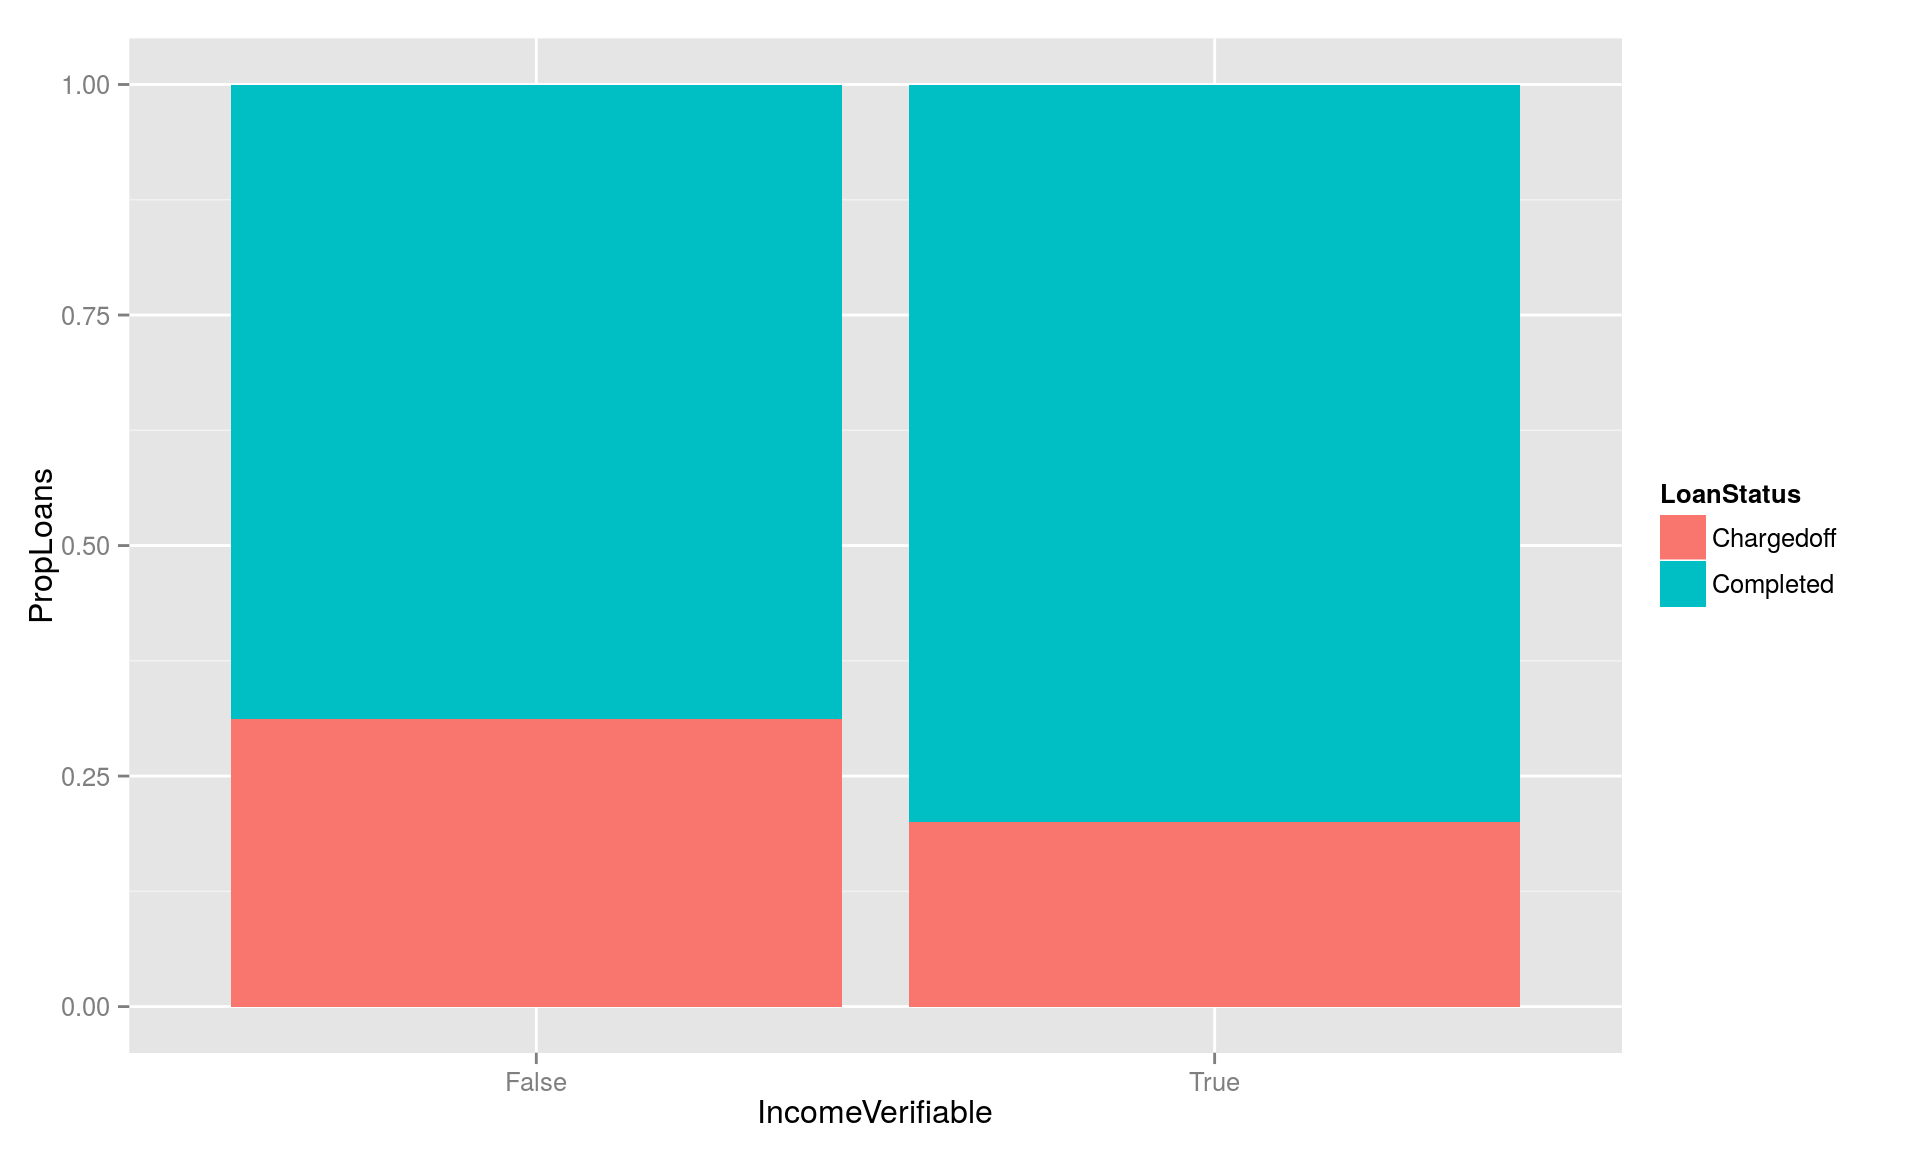 1.00
0.75
0.50
0.25
0.00
PropLoans
False
True
IncomeVerifiable
LoanStatus
Chargedoff
Completed